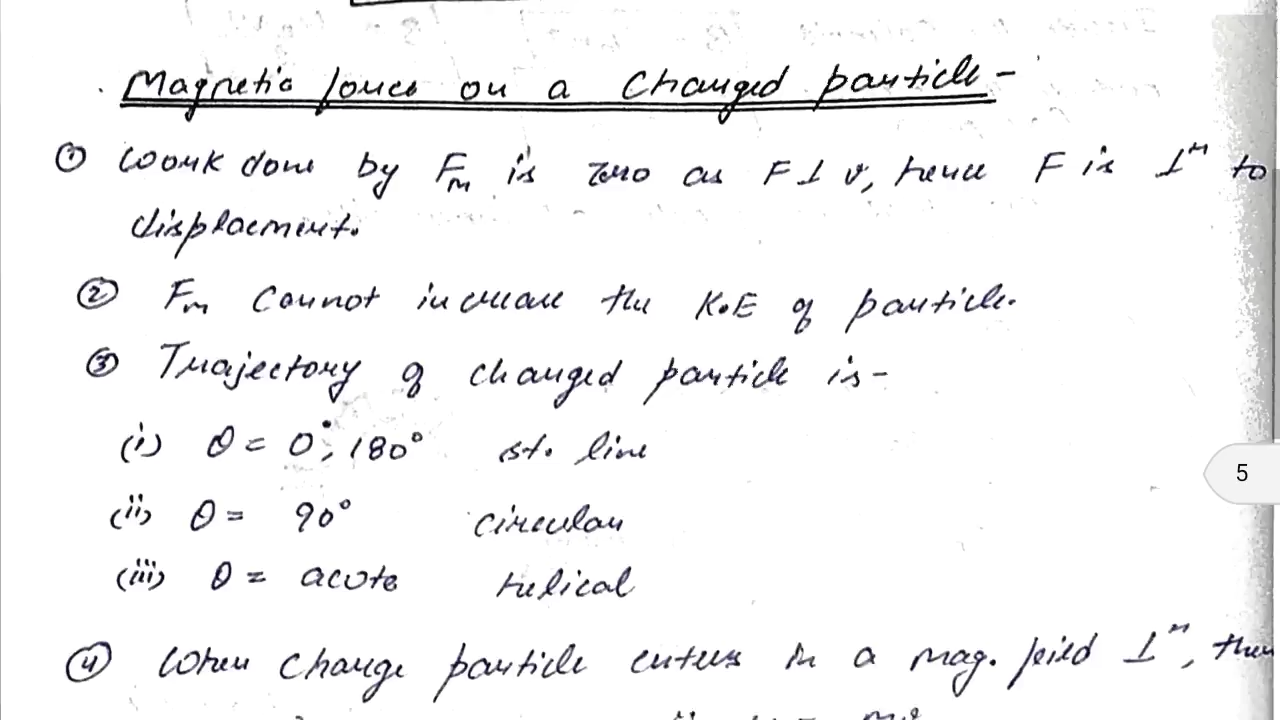 Magnetic force on a Charged particle -
① Work done by Fm is zero as F ⊥ v, hence F is ⊥ʳ to
displacement.
② Fm Cannot increase the K.E of particle.
③ Trajectory of charged particle is -
(i) θ = 0°, 180° st. line
(ii) θ = 90° circular
(iii) θ = acute helical
④ When charge particle enters in a mag. field ⊥ʳ, then
5